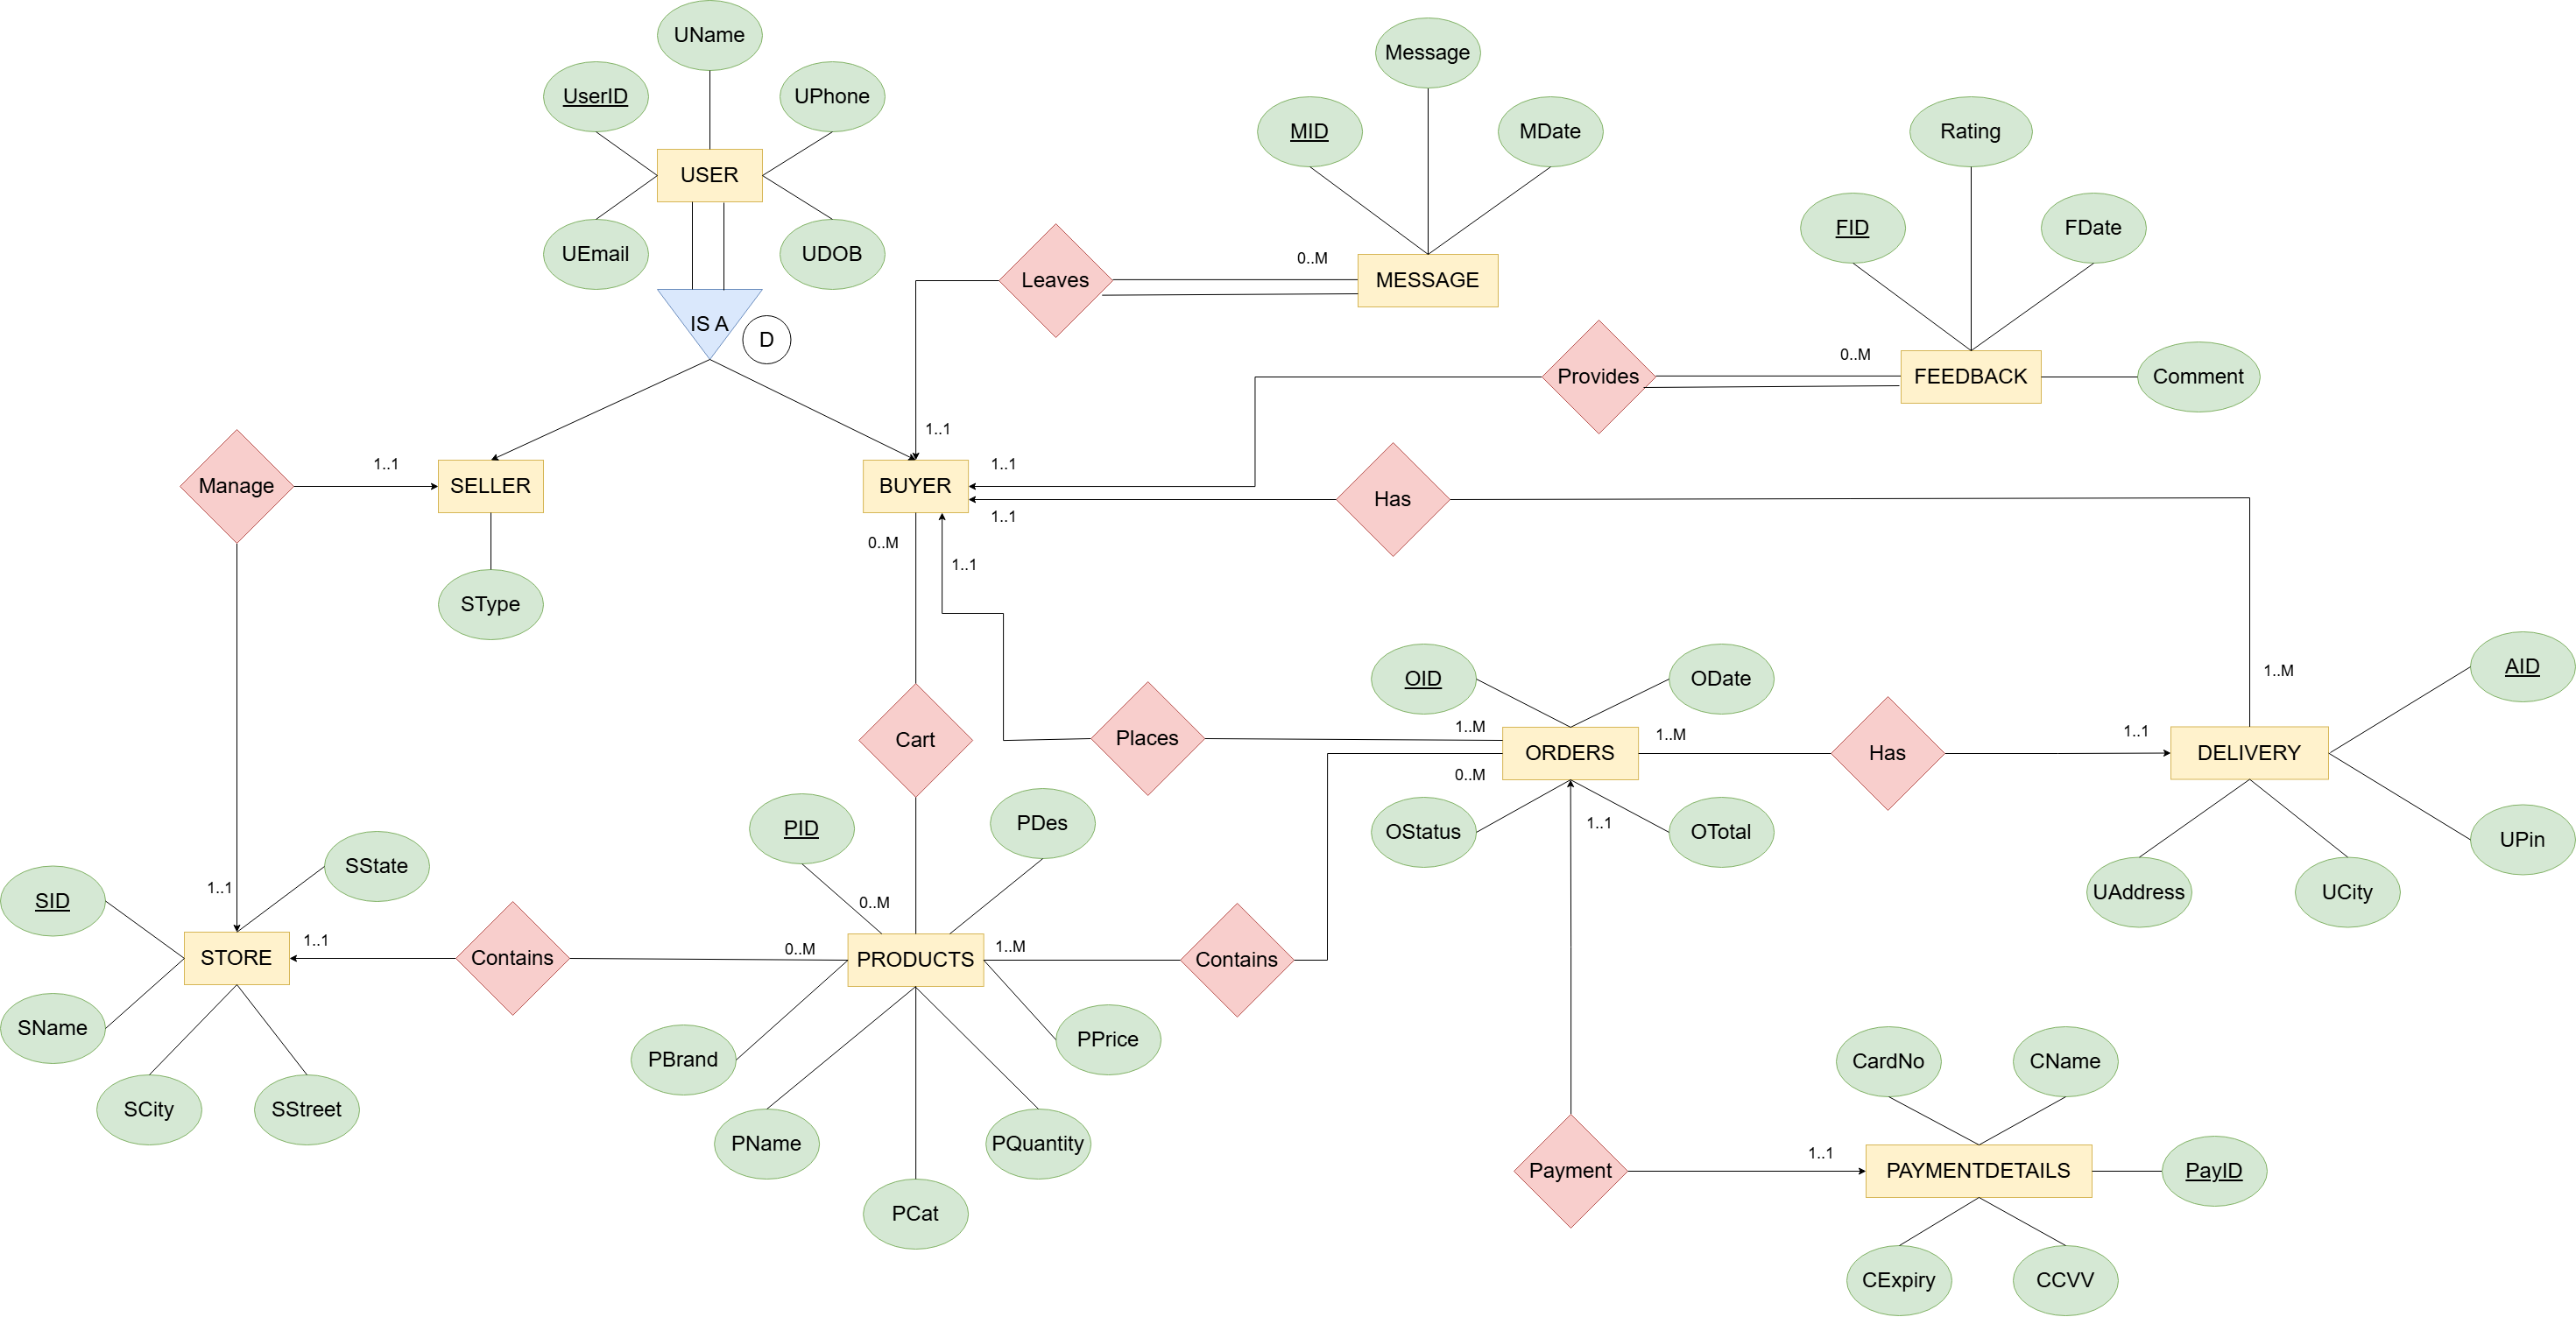 UName
Message
UserID
UPhone
MID
MDate
Rating
USER
FID
FDate
UEmail
UDOB
0..M
Leaves
MESSAGE
IS A
D
0..M
Provides
FEEDBACK
Comment
1..1
1..1
1..1
Manage
SELLER
BUYER
Has
1..1
0..M
1..1
SType
1..M
AID
OID
ODate
Cart
Places
1..M
1..M
1..1
ORDERS
Has
DELIVERY
0..M
PID
PDes
1..1
OStatus
OTotal
UPin
SState
1..1
SID
0..M
UAddress
UCity
1..1
0..M
1..M
STORE
Contains
PRODUCTS
Contains
SName
PBrand
PPrice
CardNo
CName
SCity
SStreet
PName
PQuantity
1..1
Payment
PAYMENTDETAILS
PayID
PCat
CExpiry
CCVV